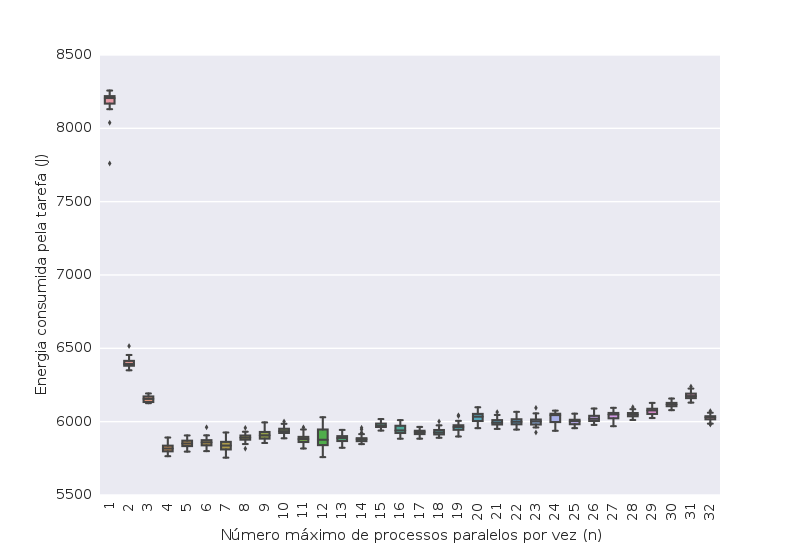 8500
8000
7500
7000
6500
6000
5500
Energia consumida pela tarefa (J)
1 2 3 4 5 6 7 8 9 10 11 12 13 14 15 16 17 18 19 20 21 22 23 24 25 26 27 28 29 30 31 32
Número máximo de processos paralelos por vez (n)